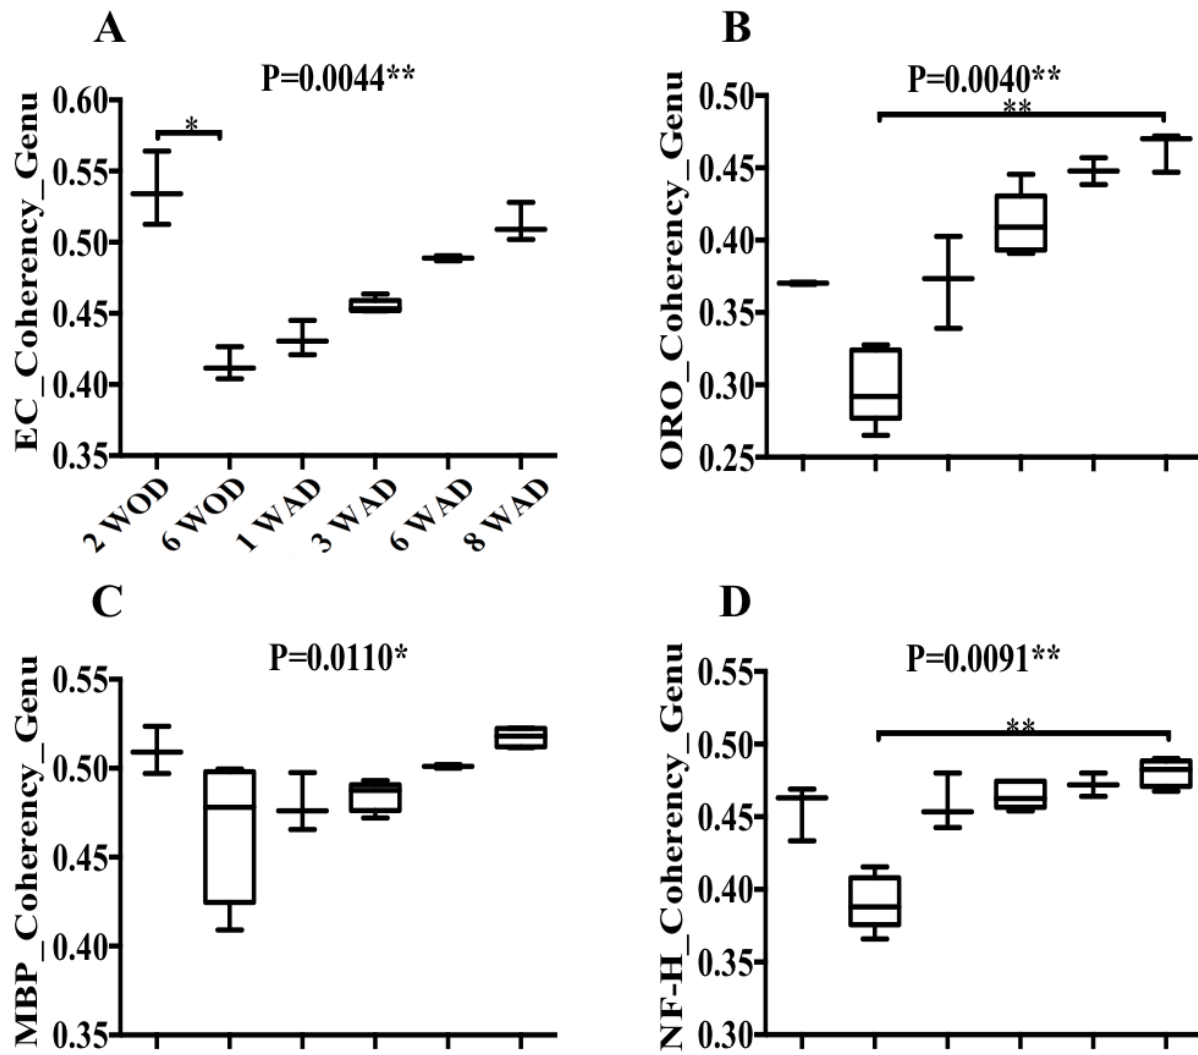 A
P=0.0044**
EC_Coherency_Genu
0.60
0.55
0.50
0.45
0.40
0.35
*
2 WOD
6 WOD
1 WAD
3 WAD
6 WAD
8 WAD
B
P=0.0040**
ORO_Coherency_Genu
0.50
0.45
0.40
0.35
0.30
0.25
**
C
P=0.0110*
MBP_Coherency_Genu
0.55
0.50
0.45
0.40
0.35
D
P=0.0091**
NF-H_Coherency_Genu
0.55
0.50
0.45
0.40
0.35
0.30
**